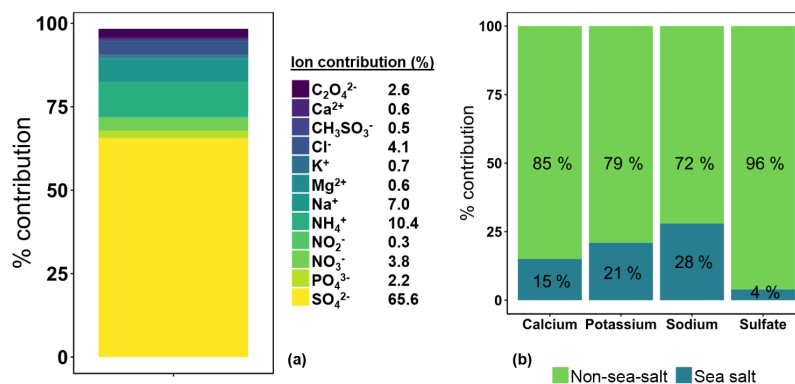 % contribution
100
75
50
25
0
Ion contribution (%)
C₂O₄²⁻ 2.6
Ca²⁺ 0.6
CH₃SO₃⁻ 0.5
Cl⁻ 4.1
K⁺ 0.7
Mg²⁺ 0.6
Na⁺ 7.0
NH₄⁺ 10.4
NO₂⁻ 0.3
NO₃⁻ 3.8
PO₄³⁻ 2.2
SO₄²⁻ 65.6
(a)
% contribution
100
75
50
25
0
85 % 79 % 72 % 96 %
15 % 21 % 28 % 4 %
Calcium Potassium Sodium Sulfate
(b)
Non-sea-salt Sea salt